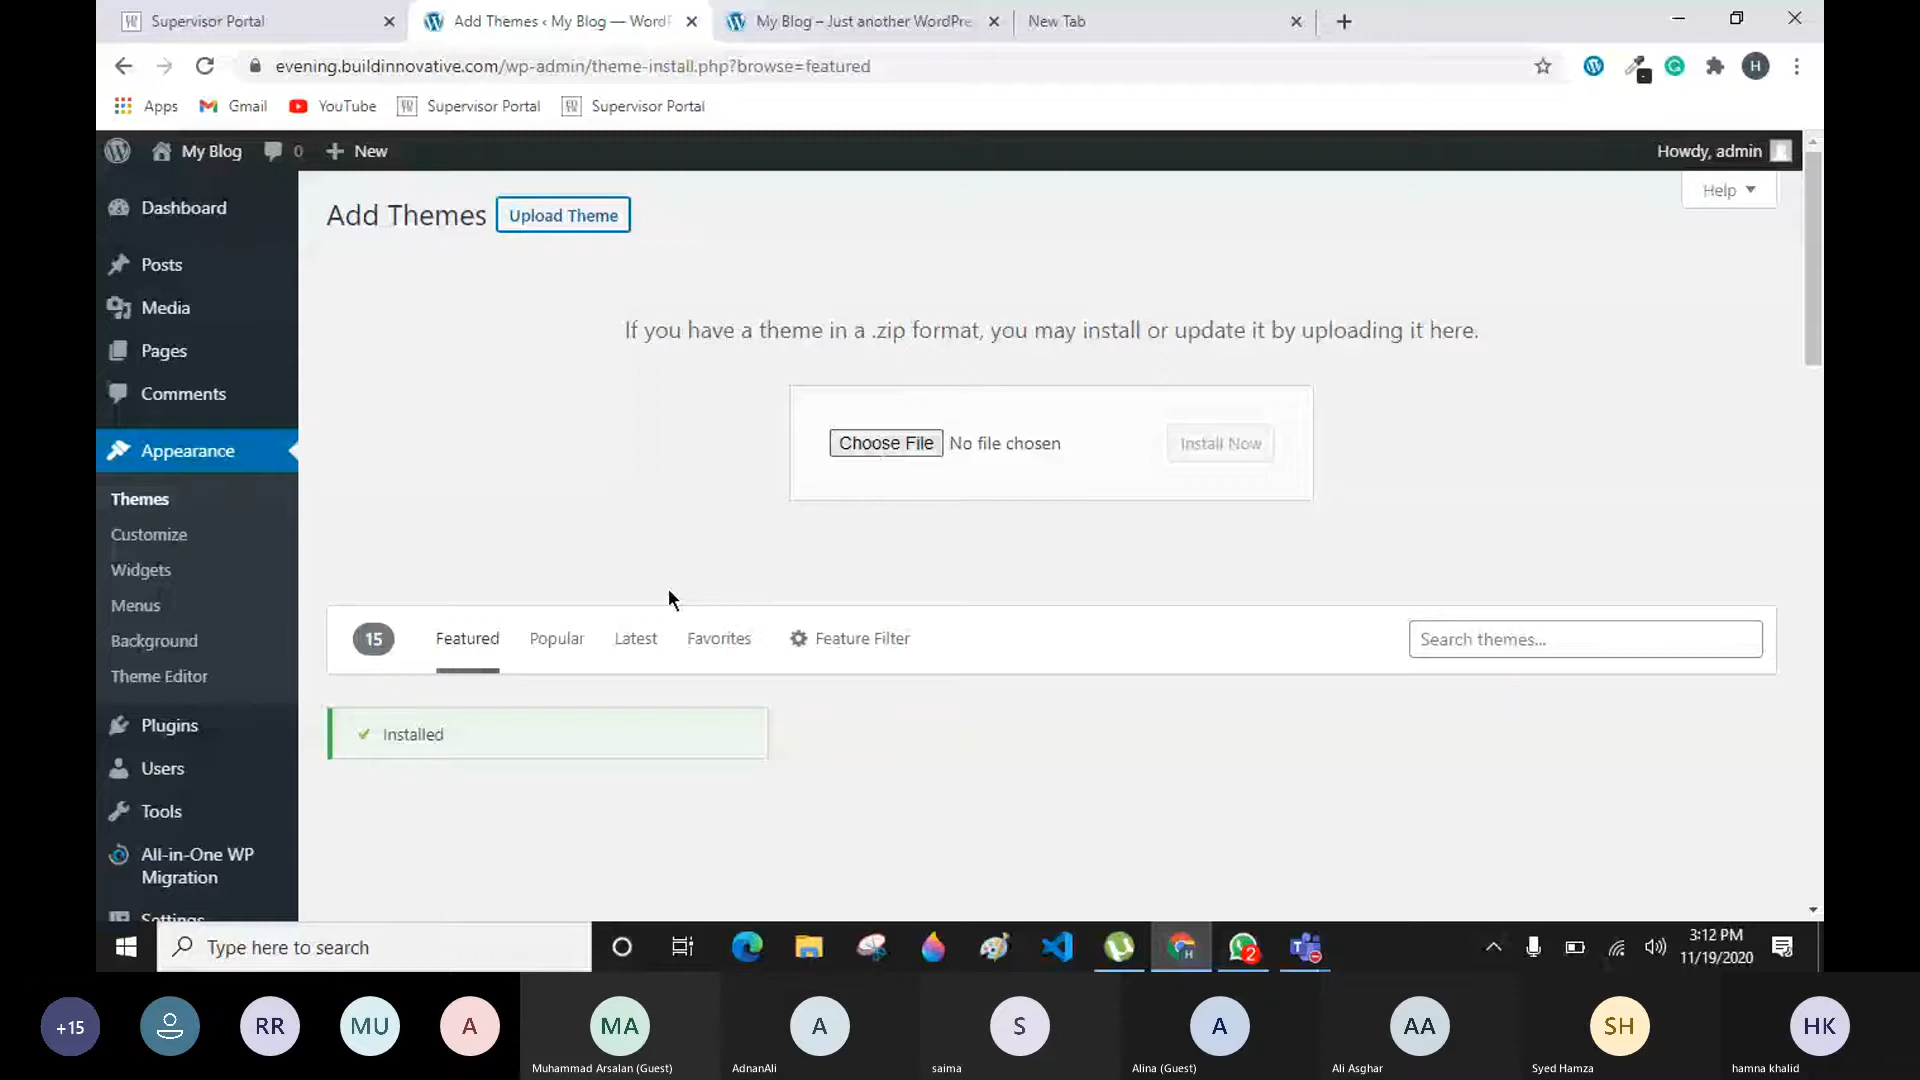 Supervisor Portal
Add Themes ‹ My Blog — WordP
My Blog – Just another WordPre
New Tab
evening.buildinnovative.com/wp-admin/theme-install.php?browse=featured
H
Apps
Gmail
YouTube
Supervisor Portal
Supervisor Portal
My Blog
0
New
Howdy, admin
Dashboard
Posts
Media
Pages
Comments
Appearance
Themes
Customize
Widgets
Menus
Background
Theme Editor
Plugins
Users
Tools
All-in-One WP
Migration
Settings
Help
Add Themes
Upload Theme
If you have a theme in a .zip format, you may install or update it by uploading it here.
Choose File No file chosen
Install Now
15
Featured
Popular
Latest
Favorites
Feature Filter
Search themes...
Installed
Type here to search
H
2
3:12 PM
11/19/2020
+15
RR
MU
A
MA
Muhammad Arsalan (Guest)
A
AdnanAli
S
saima
A
Alina (Guest)
AA
Ali Asghar
SH
Syed Hamza
HK
hamna khalid